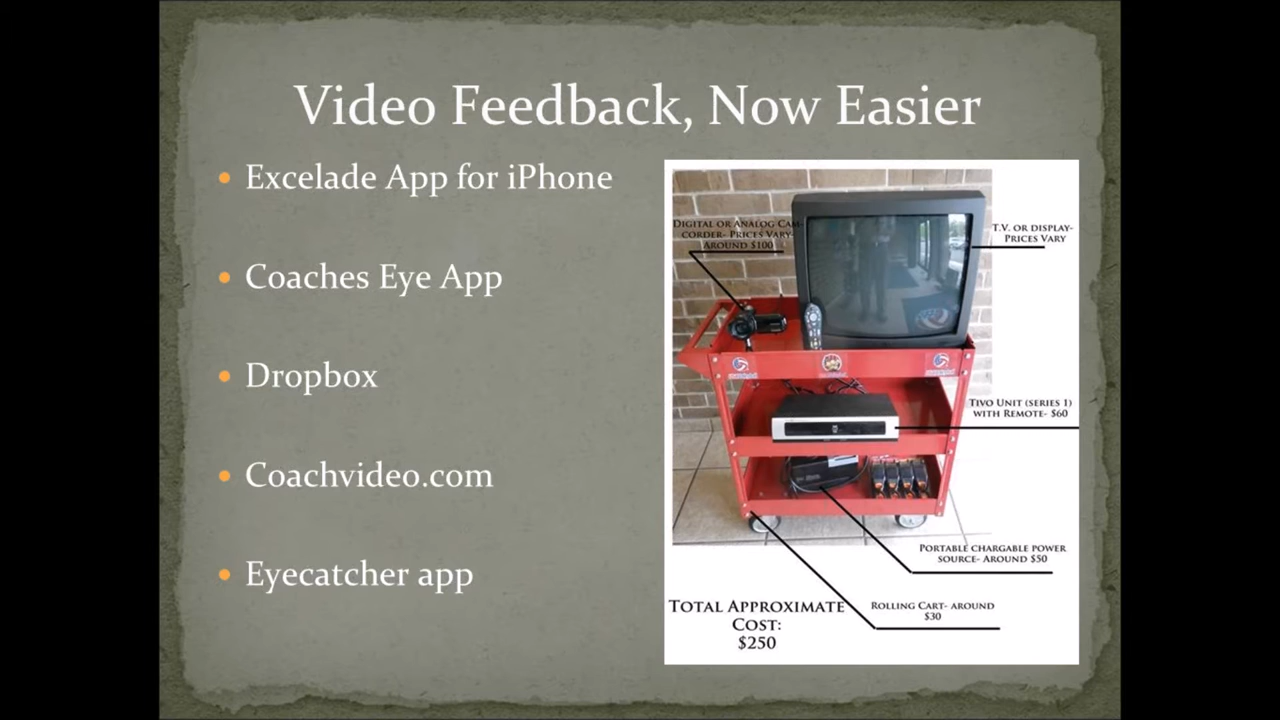 Video Feedback, Now Easier
Excelade App for iPhone
Coaches Eye App
Dropbox
Coachvideo.com
Eyecatcher app
Digital or Analog Cam-
corder- Prices Vary-
Around $100
T.V. or display-
Prices Vary
Tivo Unit (series 1)
with Remote- $60
Portable chargable power
source- Around $50
Rolling Cart- around
$30
Total Approximate
Cost:
$250